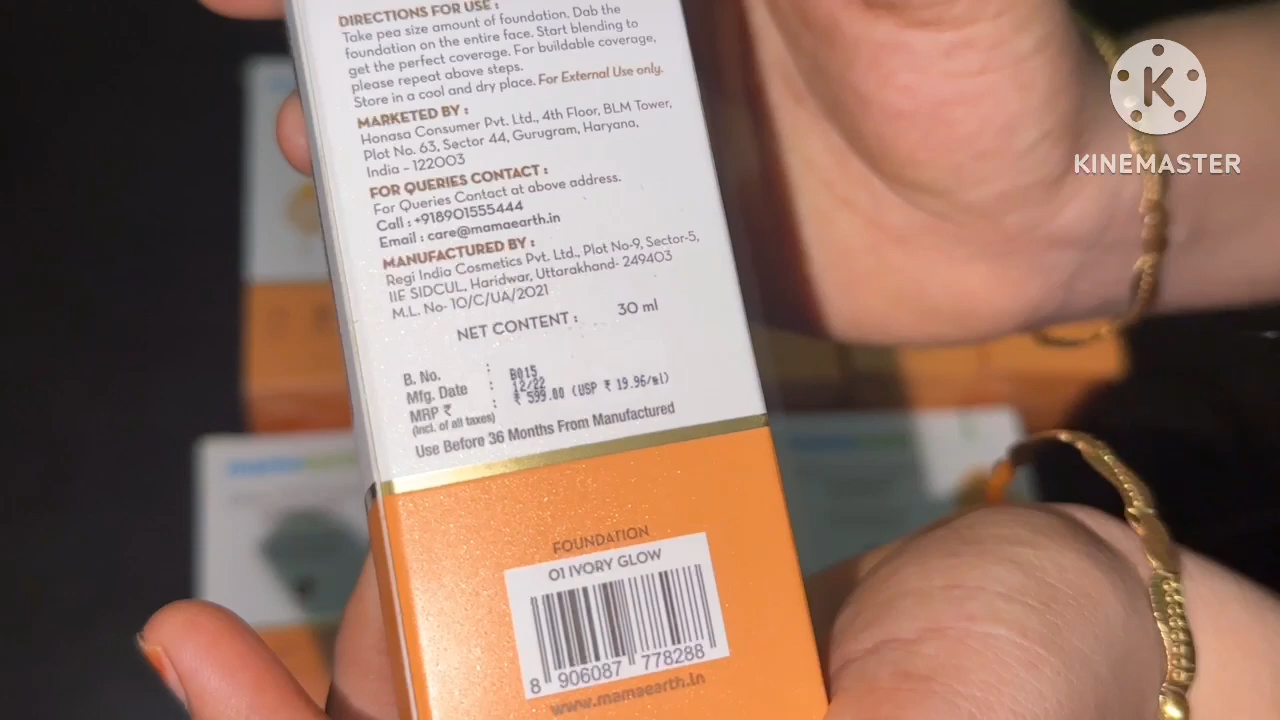 DIRECTIONS FOR USE :
Take pea size amount of foundation. Dab the
foundation on the entire face. Start blending to
get the perfect coverage. For buildable coverage,
please repeat above steps.
Store in a cool and dry place. For External Use only.
MARKETED BY :
Honasa Consumer Pvt. Ltd., 4th Floor, BLM Tower,
Plot No. 63, Sector 44, Gurugram, Haryana,
India - 122003
FOR QUERIES CONTACT :
For Queries Contact at above address.
Call : +918901555444
Email : care@mamaearth.in
MANUFACTURED BY :
Regi India Cosmetics Pvt. Ltd., Plot No-9, Sector-5,
IIE SIDCUL, Haridwar, Uttarakhand- 249403
M.L. No- 10/C/UA/2021
NET CONTENT : 30 ml
B. No. : B015
Mfg. Date : 12/22
MRP ₹ : ₹ 599.00 (USP ₹ 19.96/ml)
(Incl. of all taxes)
Use Before 36 Months From Manufactured
FOUNDATION
01 IVORY GLOW
8 906087 778288
www.mamaearth.in
K
KINEMASTER